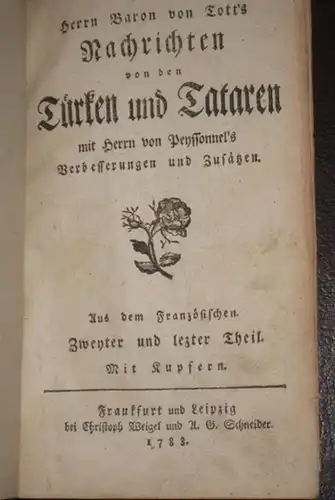 Herrn Baron von Tott's
Nachrichten
von den
Türken und Tataren
mit Herrn von Peyssonnel's
Verbesserungen und Zusätzen.
Aus dem Französischen.
Zweyter und lezter Theil.
Mit Kupfern.
Frankfurt und Leipzig
bei Christoph Weigel und A. G. Schneider.
1788.